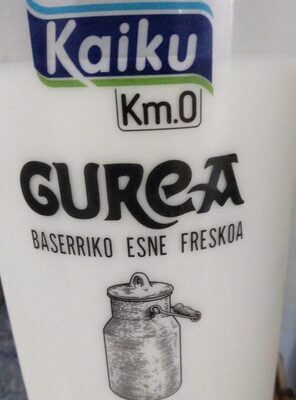 Kaiku
Km.0
GUREA
BASERRIKO ESNE FRESKOA